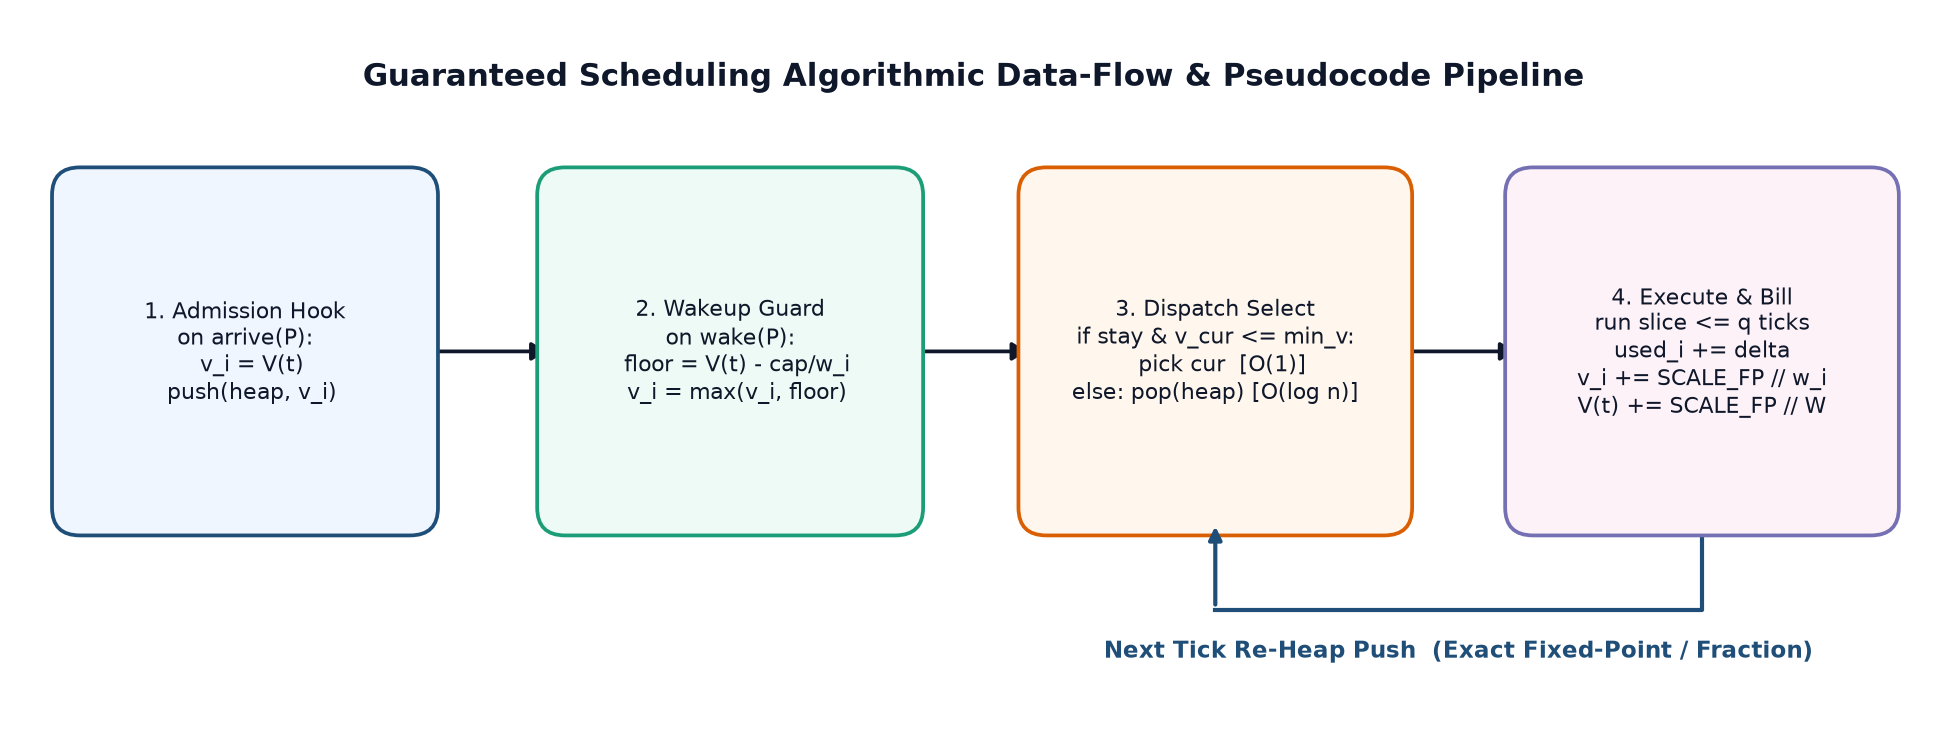 Guaranteed Scheduling Algorithmic Data-Flow & Pseudocode Pipeline
1. Admission Hook
on arrive(P):
v_i = V(t)
push(heap, v_i)
2. Wakeup Guard
on wake(P):
floor = V(t) - cap/w_i
v_i = max(v_i, floor)
3. Dispatch Select
if stay & v_cur <= min_v:
pick cur  [O(1)]
else: pop(heap) [O(log n)]
4. Execute & Bill
run slice <= q ticks
used_i += delta
v_i += SCALE_FP // w_i
V(t) += SCALE_FP // W
Next Tick Re-Heap Push  (Exact Fixed-Point / Fraction)